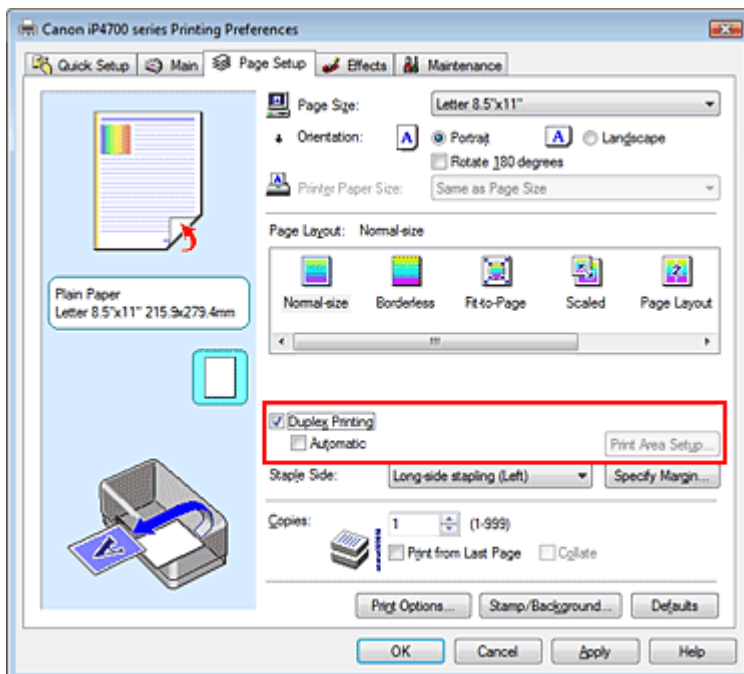 Canon iP4700 series Printing Preferences
Quick Setup Main Page Setup Effects Maintenance
Page Size: Letter 8.5"x11"
Orientation: A Portrait A Landscape
Rotate 180 degrees
Printer Paper Size: Same as Page Size
Page Layout: Normal-size
Normal-size Borderless Fit-to-Page Scaled Page Layout
Plain Paper
Letter 8.5"x11" 215.9x279.4mm
Duplex Printing
Automatic Print Area Setup...
Staple Side: Long-side stapling (Left) Specify Margin...
Copies: 1 (1-999)
Print from Last Page Collate
Print Options... Stamp/Background... Defaults
OK Cancel Apply Help